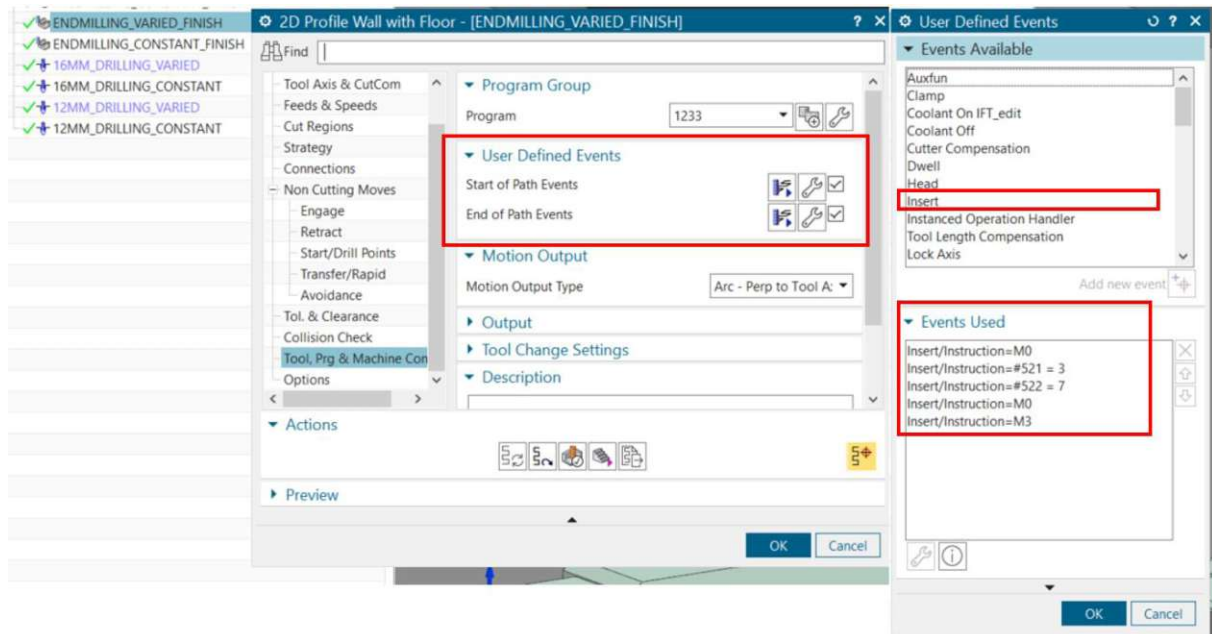 ENDMILLING_VARIED_FINISH
ENDMILLING_CONSTANT_FINISH
16MM_DRILLING_VARIED
16MM_DRILLING_CONSTANT
12MM_DRILLING_VARIED
12MM_DRILLING_CONSTANT
2D Profile Wall with Floor - [ENDMILLING_VARIED_FINISH] ? X
Find
Tool Axis & CutCom
Feeds & Speeds
Cut Regions
Strategy
Connections
Non Cutting Moves
Engage
Retract
Start/Drill Points
Transfer/Rapid
Avoidance
Tol. & Clearance
Collision Check
Tool, Prg & Machine Con
Options
Program Group
Program 1233
User Defined Events
Start of Path Events
End of Path Events
Motion Output
Motion Output Type Arc - Perp to Tool A:
Output
Tool Change Settings
Description
Actions
Preview
OK Cancel
User Defined Events ? X
Events Available
Auxfun
Clamp
Coolant On IFT_edit
Coolant Off
Cutter Compensation
Dwell
Head
Insert
Instanced Operation Handler
Tool Length Compensation
Lock Axis
Add new event
Events Used
Insert/Instruction=M0
Insert/Instruction=#521 = 3
Insert/Instruction=#522 = 7
Insert/Instruction=M0
Insert/Instruction=M3
OK Cancel